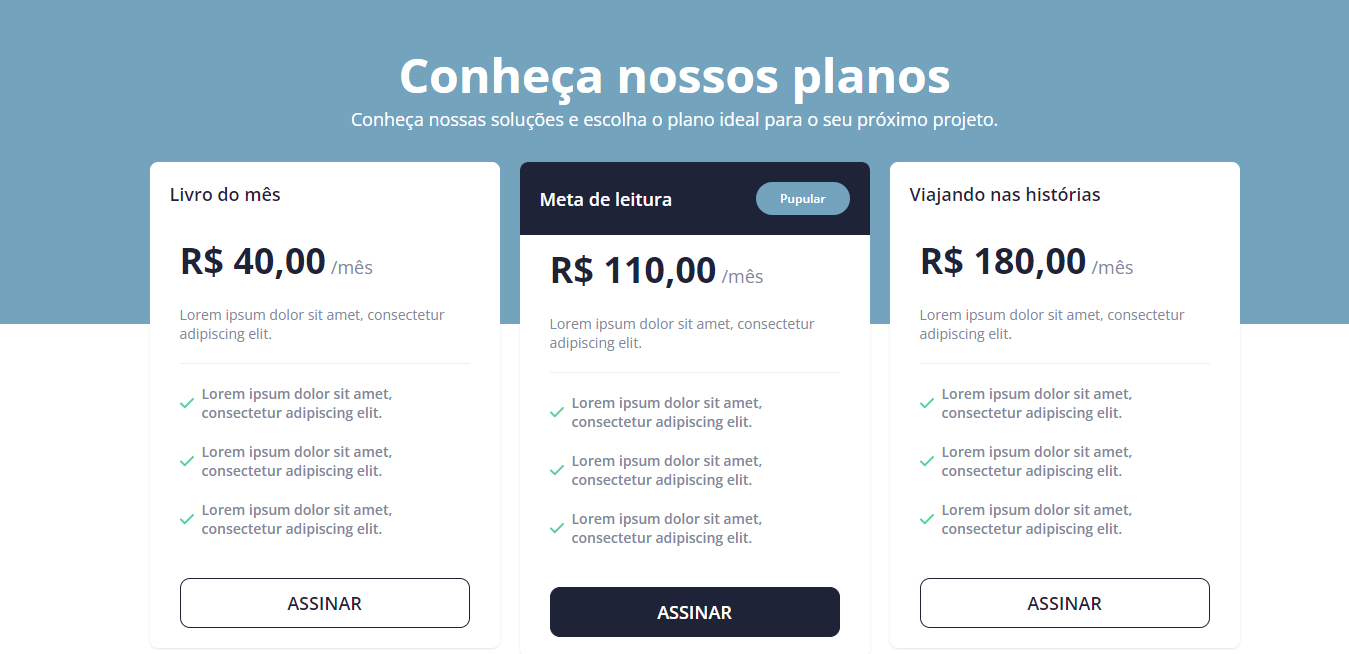 Conheça nossos planos
Conheça nossas soluções e escolha o plano ideal para o seu próximo projeto.
Livro do mês
R$ 40,00 /mês
Lorem ipsum dolor sit amet, consectetur
adipiscing elit.
Lorem ipsum dolor sit amet,
consectetur adipiscing elit.
Lorem ipsum dolor sit amet,
consectetur adipiscing elit.
Lorem ipsum dolor sit amet,
consectetur adipiscing elit.
ASSINAR
Meta de leitura
Pupular
R$ 110,00 /mês
Lorem ipsum dolor sit amet, consectetur
adipiscing elit.
Lorem ipsum dolor sit amet,
consectetur adipiscing elit.
Lorem ipsum dolor sit amet,
consectetur adipiscing elit.
Lorem ipsum dolor sit amet,
consectetur adipiscing elit.
ASSINAR
Viajando nas histórias
R$ 180,00 /mês
Lorem ipsum dolor sit amet, consectetur
adipiscing elit.
Lorem ipsum dolor sit amet,
consectetur adipiscing elit.
Lorem ipsum dolor sit amet,
consectetur adipiscing elit.
Lorem ipsum dolor sit amet,
consectetur adipiscing elit.
ASSINAR